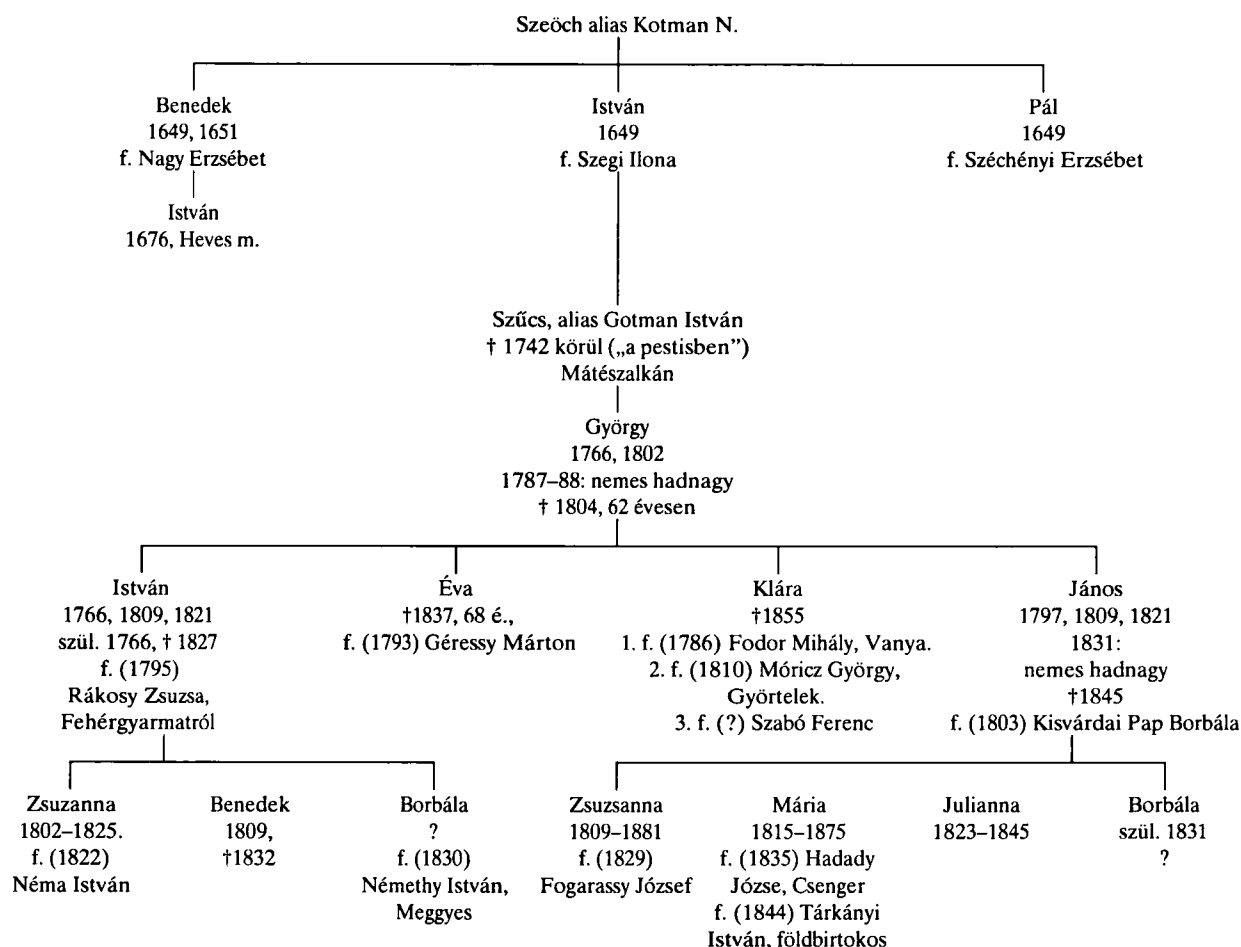 Szeöch alias Kotman N.
Benedek
1649, 1651
f. Nagy Erzsébet
István
1649
f. Szegi Ilona
Pál
1649
f. Széchényi Erzsébet
István
1676, Heves m.
Szűcs, alias Gotman István
† 1742 körül („a pestisben”)
Mátészalkán
György
1766, 1802
1787–88: nemes hadnagy
† 1804, 62 évesen
István
1766, 1809, 1821
szül. 1766, † 1827
f. (1795)
Rákosy Zsuzsa,
Fehérgyarmatról
Éva
†1837, 68 é.,
f. (1793) Géressy Márton
Klára
†1855
1. f. (1786) Fodor Mihály, Vanya.
2. f. (1810) Móricz György,
Györtelek.
3. f. (?) Szabó Ferenc
János
1797, 1809, 1821
1831:
nemes hadnagy
†1845
f. (1803) Kisvárdai Pap Borbála
Zsuzanna
1802–1825.
f. (1822)
Néma István
Benedek
1809,
†1832
Borbála
?
f. (1830)
Némethy István,
Meggyes
Zsuzsanna
1809–1881
f. (1829)
Fogarassy József
Mária
1815–1875
f. (1835) Hadady
Józse, Csenger
f. (1844) Tárkányi
István, földbirtokos
Julianna
1823–1845
Borbála
szül. 1831
?